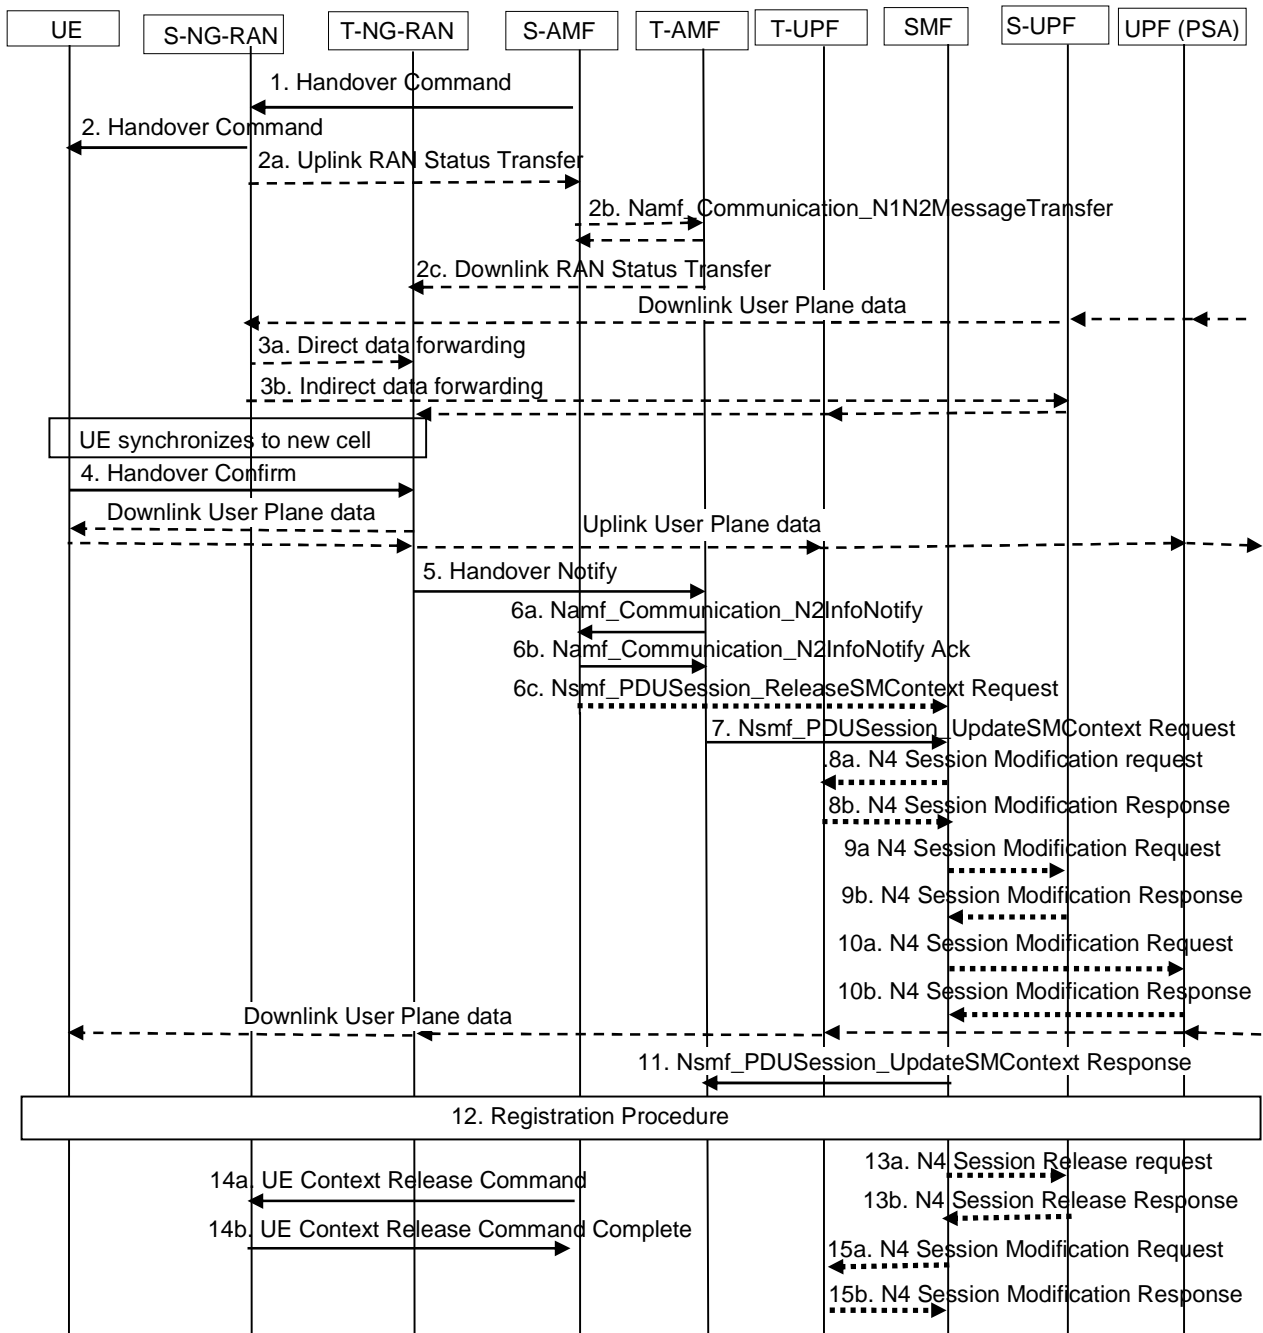 UE
S-NG-RAN
T-NG-RAN
S-AMF
T-AMF
T-UPF
SMF
S-UPF
UPF (PSA)
1. Handover Command
2. Handover Command
2a. Uplink RAN Status Transfer
2b. Namf_Communication_N1N2MessageTransfer
2c. Downlink RAN Status Transfer
Downlink User Plane data
3a. Direct data forwarding
3b. Indirect data forwarding
UE synchronizes to new cell
4. Handover Confirm
Downlink User Plane data
Uplink User Plane data
5. Handover Notify
6a. Namf_Communication_N2InfoNotify
6b. Namf_Communication_N2InfoNotify Ack
6c. Nsmf_PDUSession_ReleaseSMContext Request
7. Nsmf_PDUSession_UpdateSMContext Request
.8a. N4 Session Modification request
8b. N4 Session Modification Response
9a N4 Session Modification Request
9b. N4 Session Modification Response
10a. N4 Session Modification Request
10b. N4 Session Modification Response
Downlink User Plane data
11. Nsmf_PDUSession_UpdateSMContext Response
12. Registration Procedure
13a. N4 Session Release request
14a. UE Context Release Command
13b. N4 Session Release Response
14b. UE Context Release Command Complete
15a. N4 Session Modification Request
15b. N4 Session Modification Response